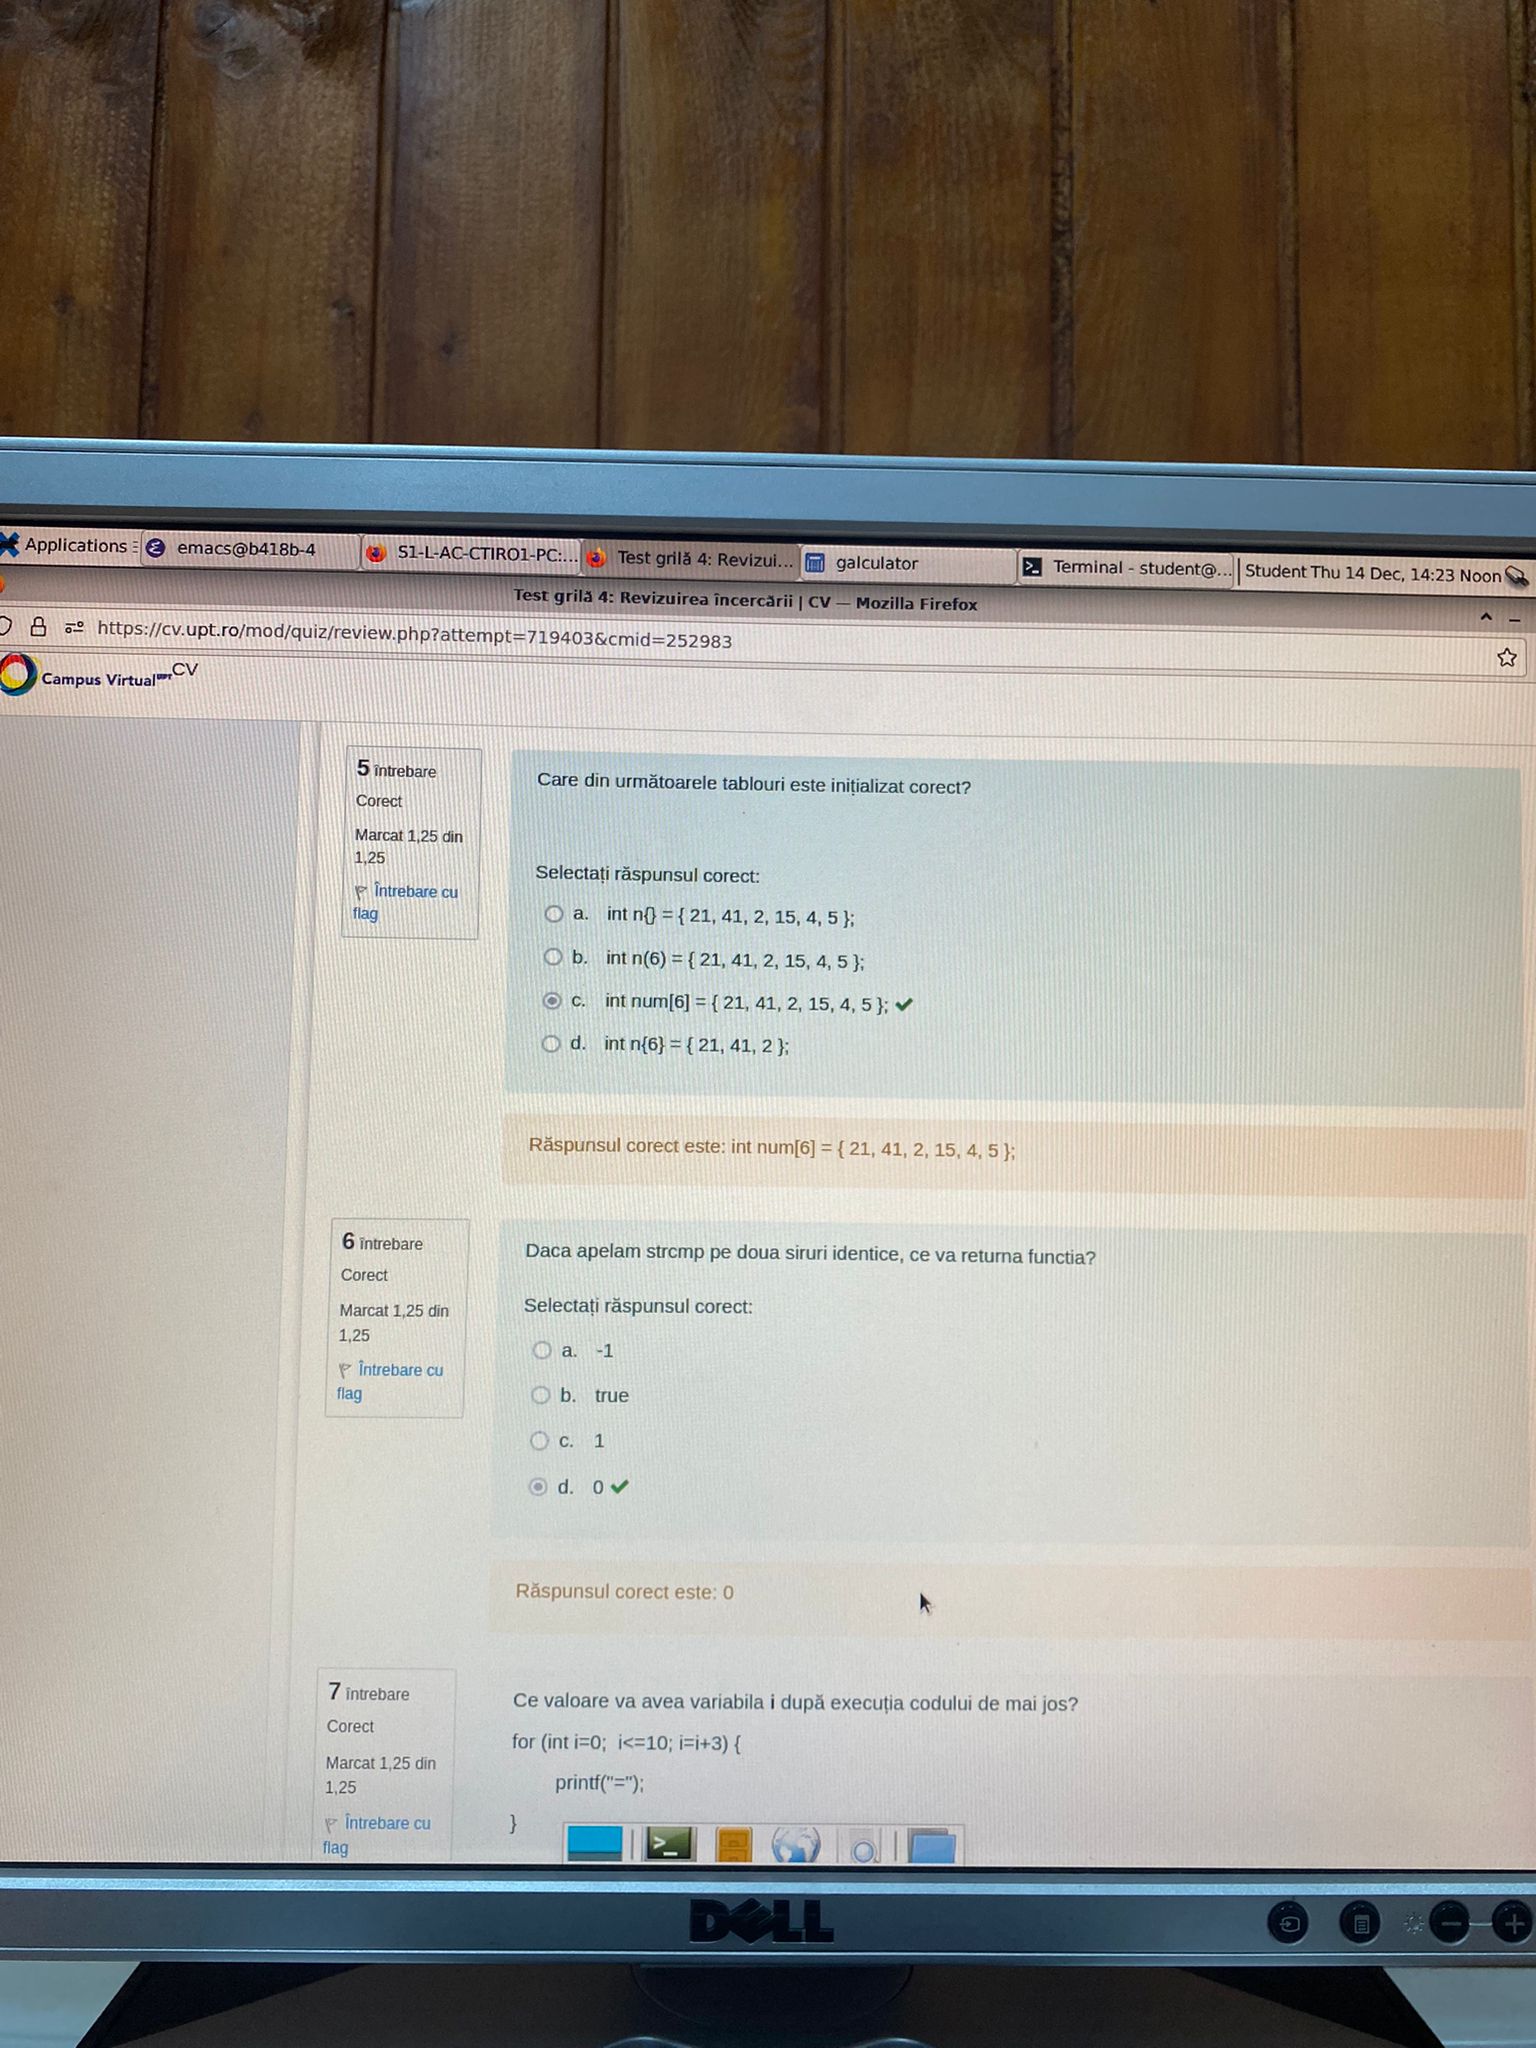 Applications
emacs@b418b-4
S1-L-AC-CTIRO1-PC:...
Test grilă 4: Revizui...
galculator
Terminal - student@...
Student Thu 14 Dec, 14:23 Noon
Test grilă 4: Revizuirea încercării | CV — Mozilla Firefox
https://cv.upt.ro/mod/quiz/review.php?attempt=719403&cmid=252983
Campus Virtual UPT CV
5 întrebare
Corect
Marcat 1,25 din
1,25
Întrebare cu
flag
Care din următoarele tablouri este inițializat corect?
Selectați răspunsul corect:
a. int n{} = { 21, 41, 2, 15, 4, 5 };
b. int n(6) = { 21, 41, 2, 15, 4, 5 };
c. int num[6] = { 21, 41, 2, 15, 4, 5 };
d. int n{6} = { 21, 41, 2 };
Răspunsul corect este: int num[6] = { 21, 41, 2, 15, 4, 5 };
6 întrebare
Corect
Marcat 1,25 din
1,25
Întrebare cu
flag
Daca apelam strcmp pe doua siruri identice, ce va returna functia?
Selectați răspunsul corect:
a. -1
b. true
c. 1
d. 0
Răspunsul corect este: 0
7 întrebare
Corect
Marcat 1,25 din
1,25
Întrebare cu
flag
Ce valoare va avea variabila i după execuția codului de mai jos?
for (int i=0; i<=10; i=i+3) {
printf("=");
}
DELL